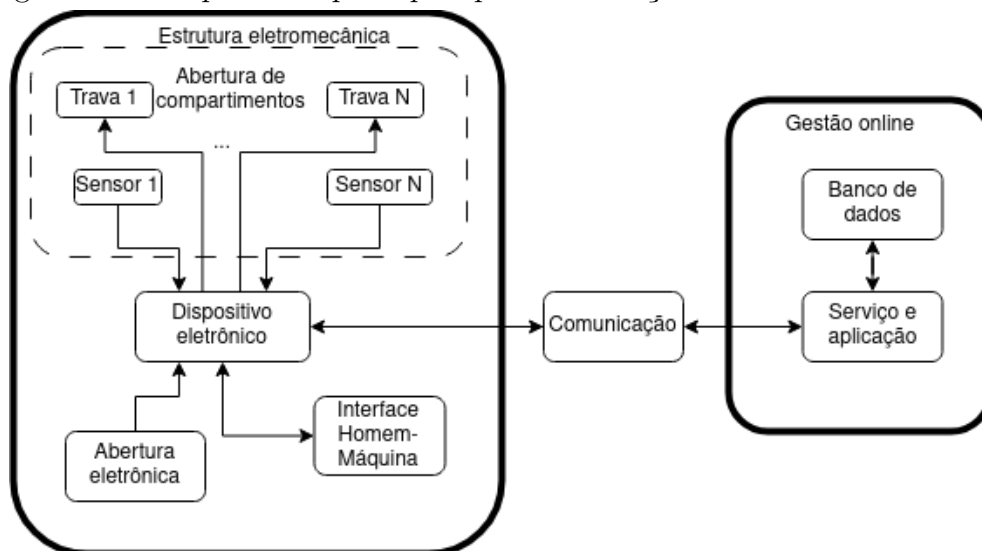 Estrutura eletromecânica
Abertura de
compartimentos
Trava 1
Trava N
...
Sensor 1
Sensor N
Dispositivo
eletrônico
Abertura
eletrônica
Interface
Homem-
Máquina
Comunicação
Gestão online
Banco de
dados
Serviço e
aplicação